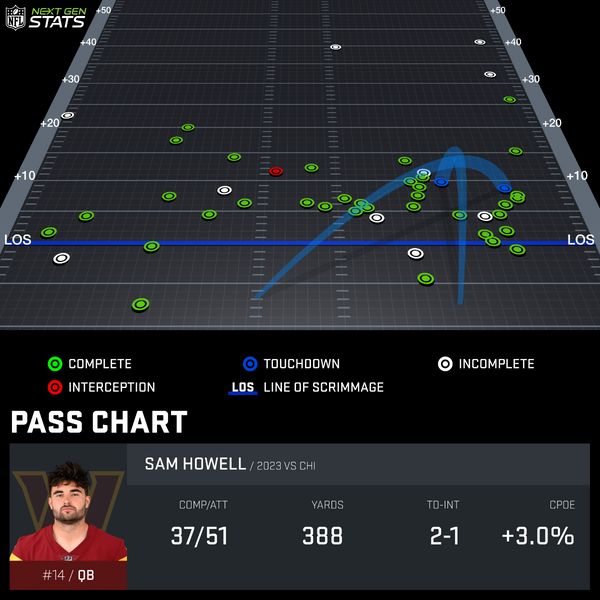 NFL NEXT GEN STATS
+50 +50
+40 +40
+30 +30
+20 +20
+10 +10
LOS LOS
COMPLETE TOUCHDOWN INCOMPLETE
INTERCEPTION LOS LINE OF SCRIMMAGE
PASS CHART
SAM HOWELL / 2023 VS CHI
COMP/ATT YARDS TD-INT CPOE
37/51 388 2-1 +3.0%
#14 / QB